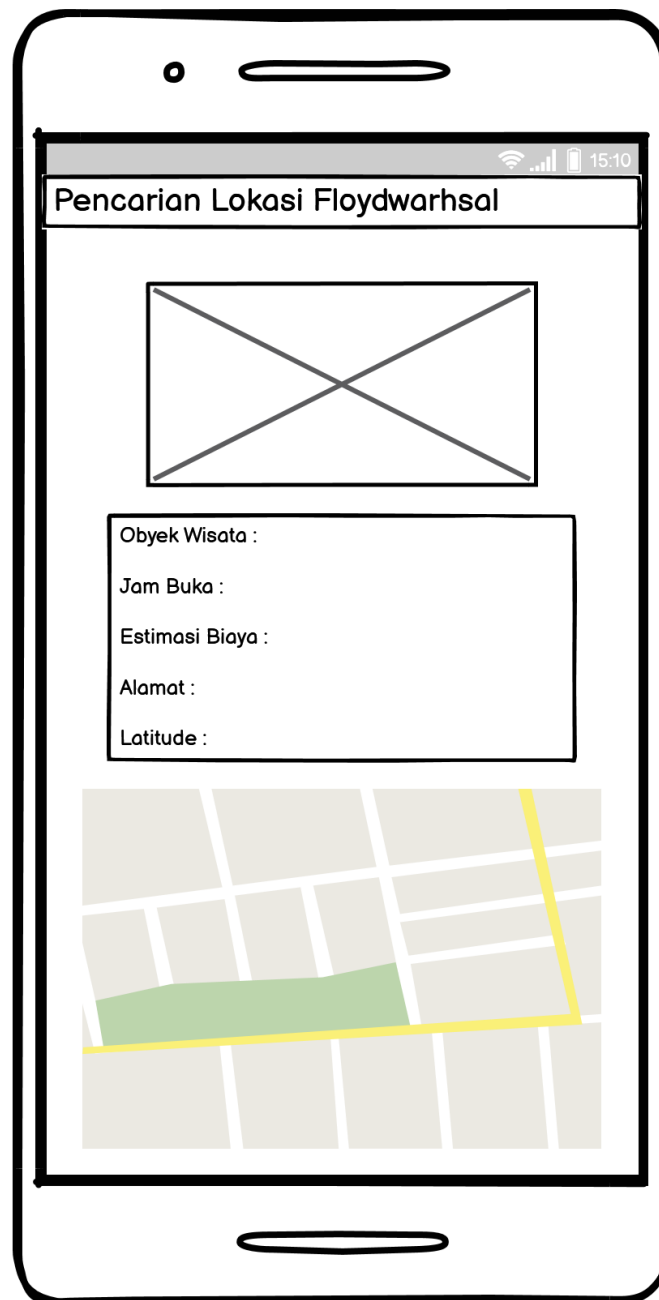 15:10
Pencarian Lokasi Floydwarhsal
Obyek Wisata :
Jam Buka :
Estimasi Biaya :
Alamat :
Latitude :